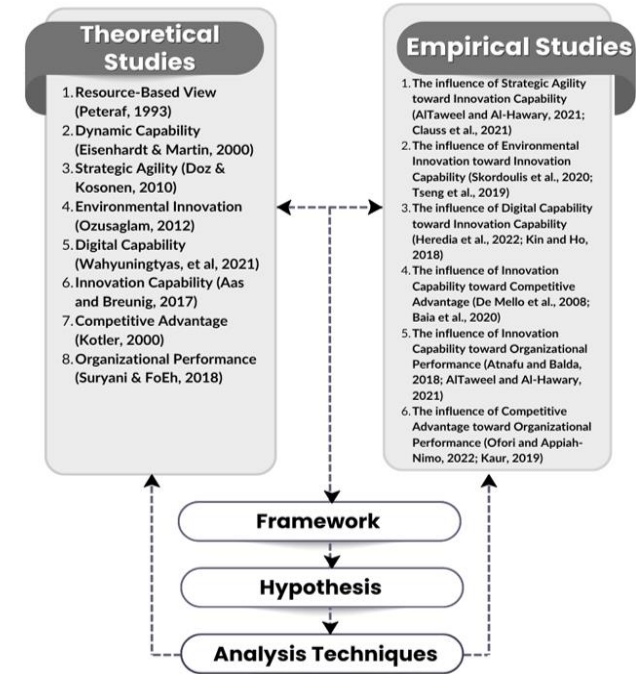 Theoretical
Studies
1. Resource-Based View
(Peteraf, 1993)
2. Dynamic Capability
(Eisenhardt & Martin, 2000)
3. Strategic Agility (Doz &
Kosonen, 2010)
4. Environmental Innovation
(Ozusaglam, 2012)
5. Digital Capability
(Wahyuningtyas, et al, 2021)
6. Innovation Capability (Aas
and Breunig, 2017)
7. Competitive Advantage
(Kotler, 2000)
8. Organizational Performance
(Suryani & FoEh, 2018)
Empirical Studies
1. The influence of Strategic Agility
toward Innovation Capability
(AlTaweel and Al-Hawary, 2021;
Clauss et al., 2021)
2. The influence of Environmental
Innovation toward Innovation
Capability (Skordoulis et al., 2020;
Tseng et al., 2019)
3. The influence of Digital Capability
toward Innovation Capability
(Heredia et al., 2022; Kin and Ho,
2018)
4. The influence of Innovation
Capability toward Competitive
Advantage (De Mello et al., 2008;
Baia et al., 2020)
5. The influence of Innovation
Capability toward Organizational
Performance (Atnafu and Balda,
2018; AlTaweel and Al-Hawary,
2021)
6. The influence of Competitive
Advantage toward Organizational
Performance (Ofori and Appiah-
Nimo, 2022; Kaur, 2019)
Framework
Hypothesis
Analysis Techniques